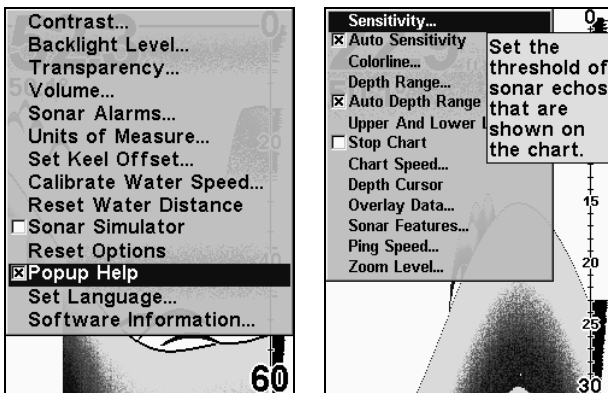 Contrast...
Backlight Level...
Transparency...
Volume...
Sonar Alarms...
Units of Measure...
Set Keel Offset...
Calibrate Water Speed...
Reset Water Distance
Sonar Simulator
Reset Options
Popup Help
Set Language...
Software Information...
0
20
60
Sensitivity...
Auto Sensitivity
Colorline...
Depth Range...
Auto Depth Range
Upper And Lower
Stop Chart
Chart Speed...
Depth Cursor
Overlay Data...
Sonar Features...
Ping Speed...
Zoom Level...
Set the
threshold of
sonar echos
that are
shown on
the chart.
0
15
20
25
30